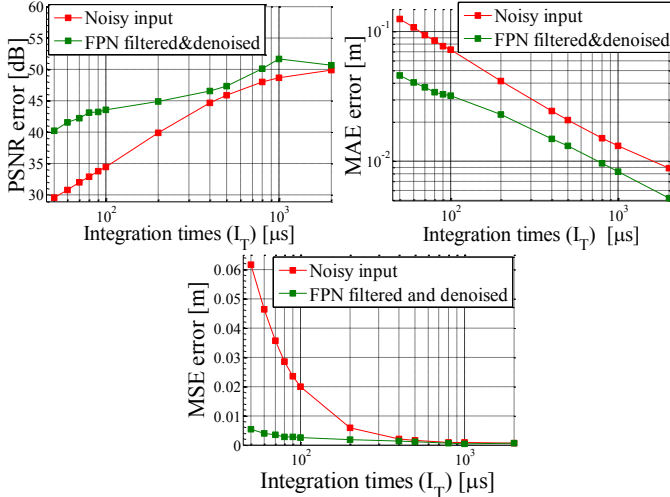 60
55
50
45
40
35
30
PSNR error [dB]
Noisy input
FPN filtered&denoised
10^2
10^3
Integration times (I_T) [μs]
10^-1
10^-2
MAE error [m]
Noisy input
FPN filtered&denoised
10^2
10^3
Integration times (I_T) [μs]
0.06
0.05
0.04
0.03
0.02
0.01
0
MSE error [m]
Noisy input
FPN filtered and denoised
10^2
10^3
Integration times (I_T) [μs]